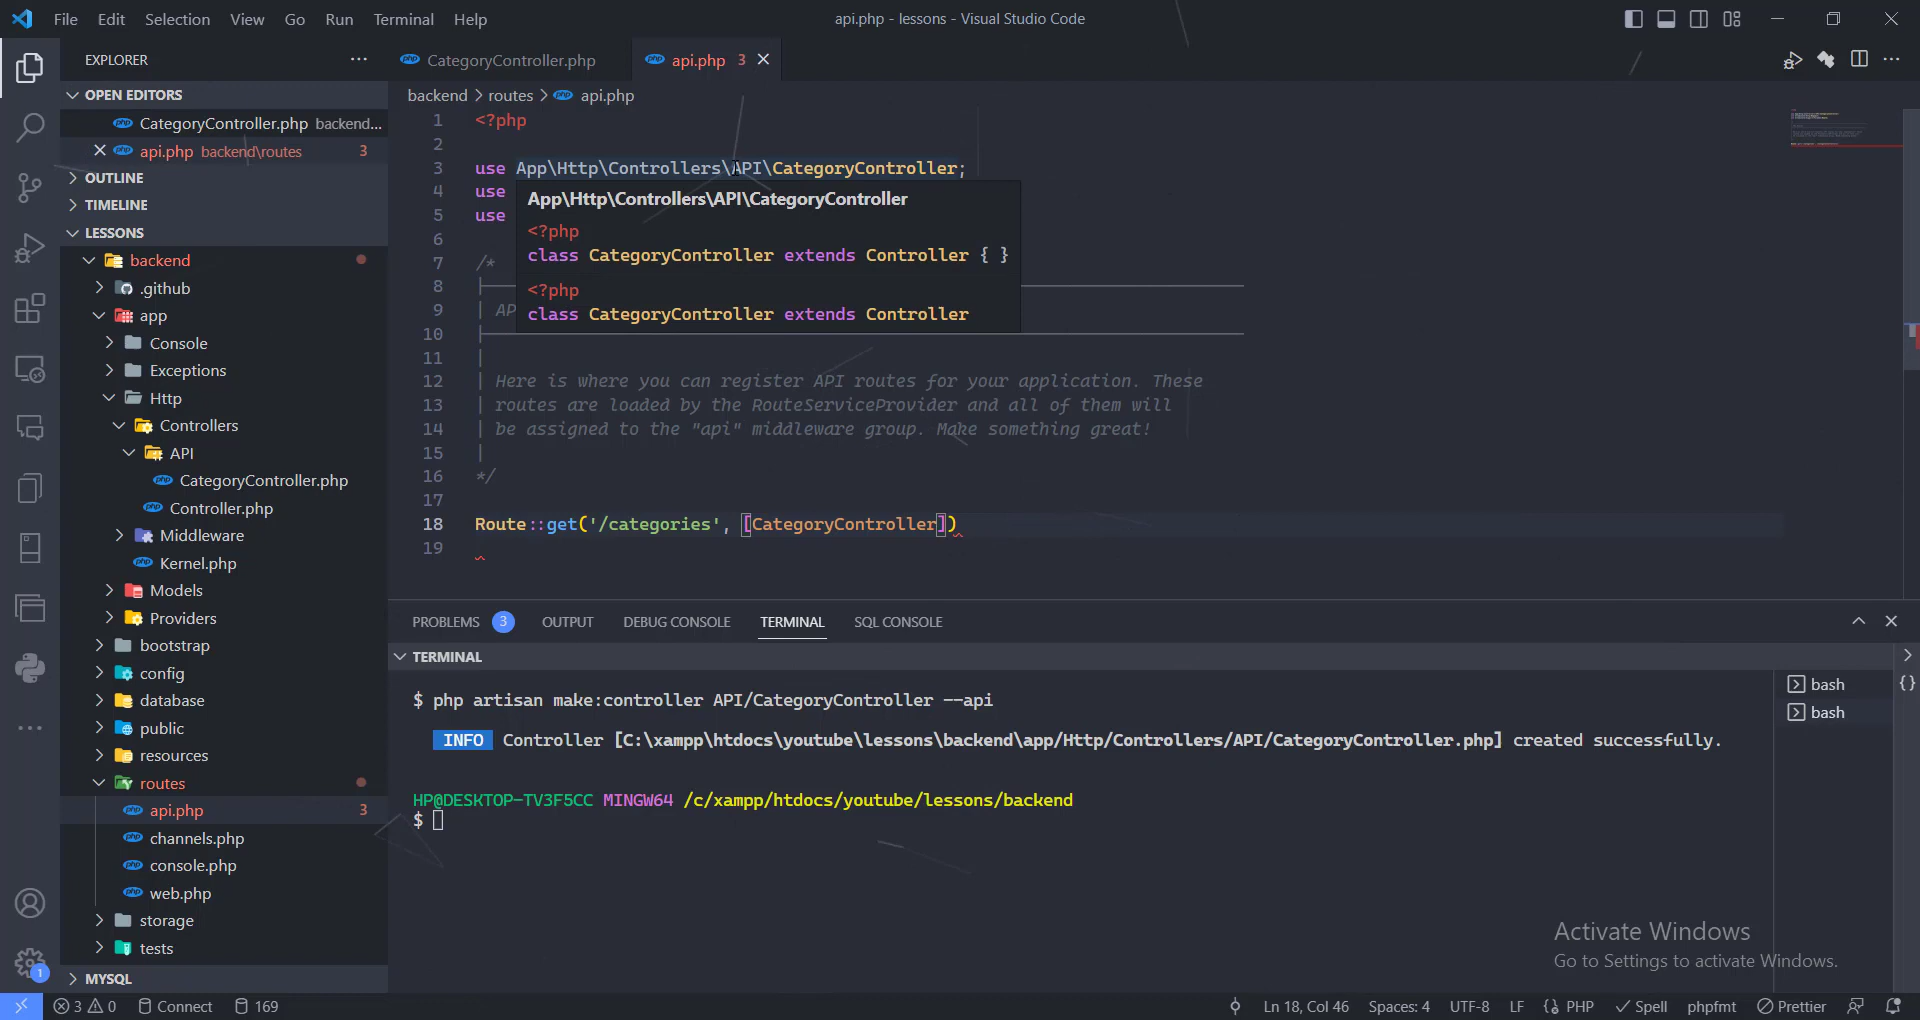 File Edit Selection View Go Run Terminal Help
api.php - lessons - Visual Studio Code
EXPLORER
OPEN EDITORS
CategoryController.php backend...
api.php backend\routes 3
OUTLINE
TIMELINE
LESSONS
backend
.github
app
Console
Exceptions
Http
Controllers
API
CategoryController.php
Controller.php
Middleware
Kernel.php
Models
Providers
bootstrap
config
database
public
resources
routes
api.php 3
channels.php
console.php
web.php
storage
tests
MYSQL
CategoryController.php
api.php 3
backend > routes > api.php
1 <?php
2
3 use App\Http\Controllers\API\CategoryController;
4 use
5 use
6
7 /*
8 |
9 | AP
10 |
11 |
12 | Here is where you can register API routes for your application. These
13 | routes are loaded by the RouteServiceProvider and all of them will
14 | be assigned to the "api" middleware group. Make something great!
15 |
16 */
17
18 Route::get('/categories', [CategoryController])
19
App\Http\Controllers\API\CategoryController
<?php
class CategoryController extends Controller { }
<?php
class CategoryController extends Controller
PROBLEMS 3 OUTPUT DEBUG CONSOLE TERMINAL SQL CONSOLE
TERMINAL
$ php artisan make:controller API/CategoryController --api
INFO Controller [C:\xampp\htdocs\youtube\lessons\backend\app/Http/Controllers/API/CategoryController.php] created successfully.
HP@DESKTOP-TV3F5CC MINGW64 /c/xampp/htdocs/youtube/lessons/backend
$
bash
bash
Activate Windows
Go to Settings to activate Windows.
1
3 0 Connect 169
Ln 18, Col 46 Spaces: 4 UTF-8 LF PHP Spell phpfmt Prettier